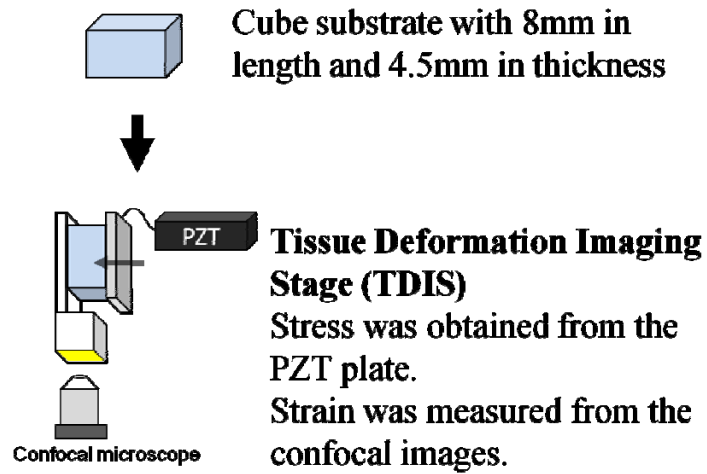 Cube substrate with 8mm in
length and 4.5mm in thickness
PZT
Tissue Deformation Imaging
Stage (TDIS)
Stress was obtained from the
PZT plate.
Strain was measured from the
confocal images.
Confocal microscope